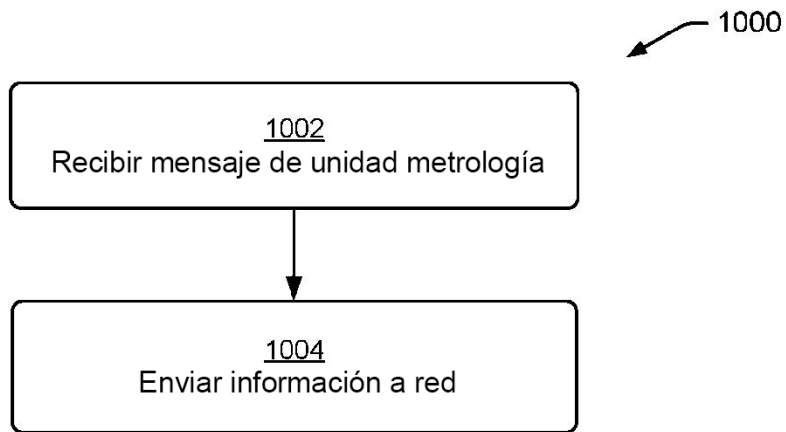 1000
1002
Recibir mensaje de unidad metrología
1004
Enviar información a red